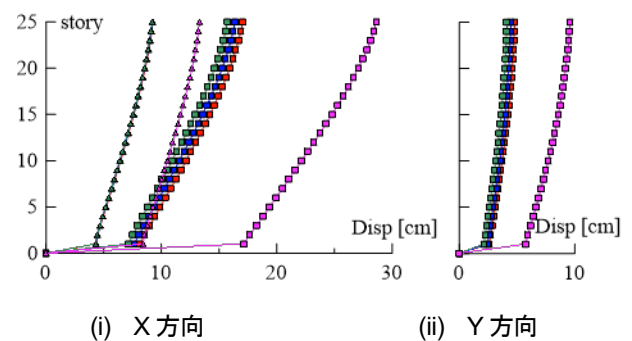 25 story
20
15
10
5
0
Disp [cm] Disp [cm]
0 10 20 30 0 10
(i) X 方向 (ii) Y 方向